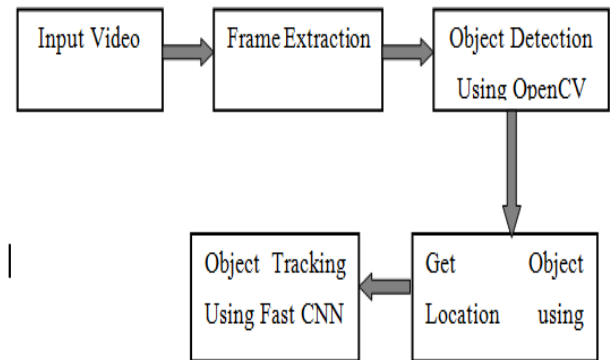 Input Video
Frame Extraction
Object Detection
Using OpenCV
Get Object
Location using
Object Tracking
Using Fast CNN